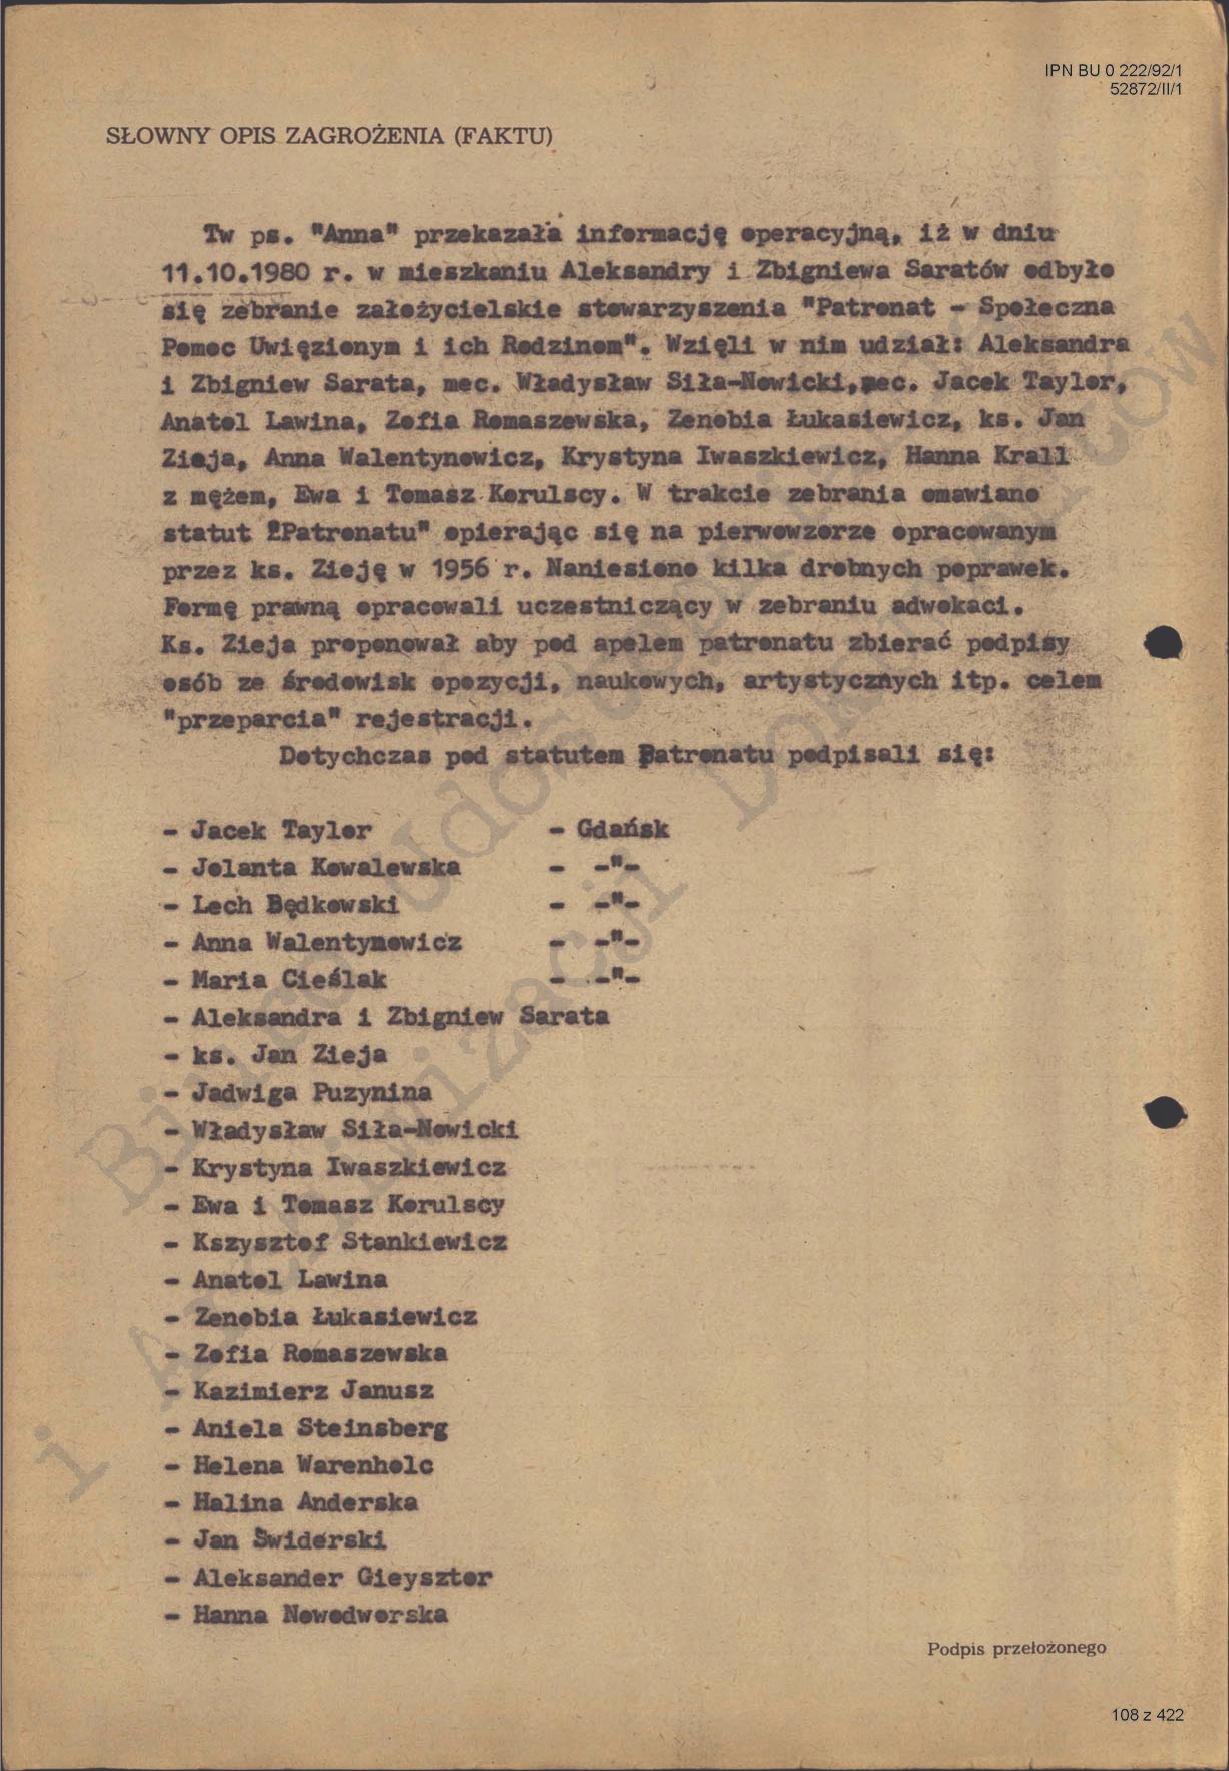 IPN BU 0 222/92/1
52872/II/1
SŁOWNY OPIS ZAGROŻENIA (FAKTU)
Tw ps. "Anna" przekazała informację operacyjną, iż w dniu
11.10.1980 r. w mieszkaniu Aleksandry i Zbigniewa Saratów odbyło
się zebranie założycielskie stowarzyszenia "Patronat - Społeczna
Pomoc Uwięzionym i ich Rodzinom". Wzięli w nim udział: Aleksandra
i Zbigniew Sarata, mec. Władysław Siła-Nowicki, mec. Jacek Taylor,
Anatol Lawina, Zofia Romaszewska, Zenobia Łukasiewicz, ks. Jan
Zieja, Anna Walentynowicz, Krystyna Iwaszkiewicz, Hanna Krall
z mężem, Ewa i Tomasz Korulscy. W trakcie zebrania omawiano
statut "Patronatu" opierając się na pierwowzorze opracowanym
przez ks. Zieję w 1956 r. Naniesiono kilka drobnych poprawek.
Formę prawną opracowali uczestniczący w zebraniu adwokaci.
Ks. Zieja proponował aby pod apelem patronatu zbierać podpisy
osób ze środowisk opozycji, naukowych, artystycznych itp. celem
"przeparcia" rejestracji.
Dotychczas pod statutem Patronatu podpisali się:
- Jacek Taylor - Gdańsk
- Jolanta Kowalewska - -"-
- Lech Będkowski - -"-
- Anna Walentynowicz - -"-
- Maria Cieślak - -"-
- Aleksandra i Zbigniew Sarata
- ks. Jan Zieja
- Jadwiga Puzynina
- Władysław Siła-Nowicki
- Krystyna Iwaszkiewicz
- Ewa i Tomasz Korulscy
- Kszysztof Stankiewicz
- Anatol Lawina
- Zenobia Łukasiewicz
- Zofia Romaszewska
- Kazimierz Janusz
- Aniela Steinsberg
- Helena Warenholc
- Halina Anderska
- Jan Świderski
- Aleksander Gieysztor
- Hanna Nowodworska
Podpis przełożonego
108 z 422